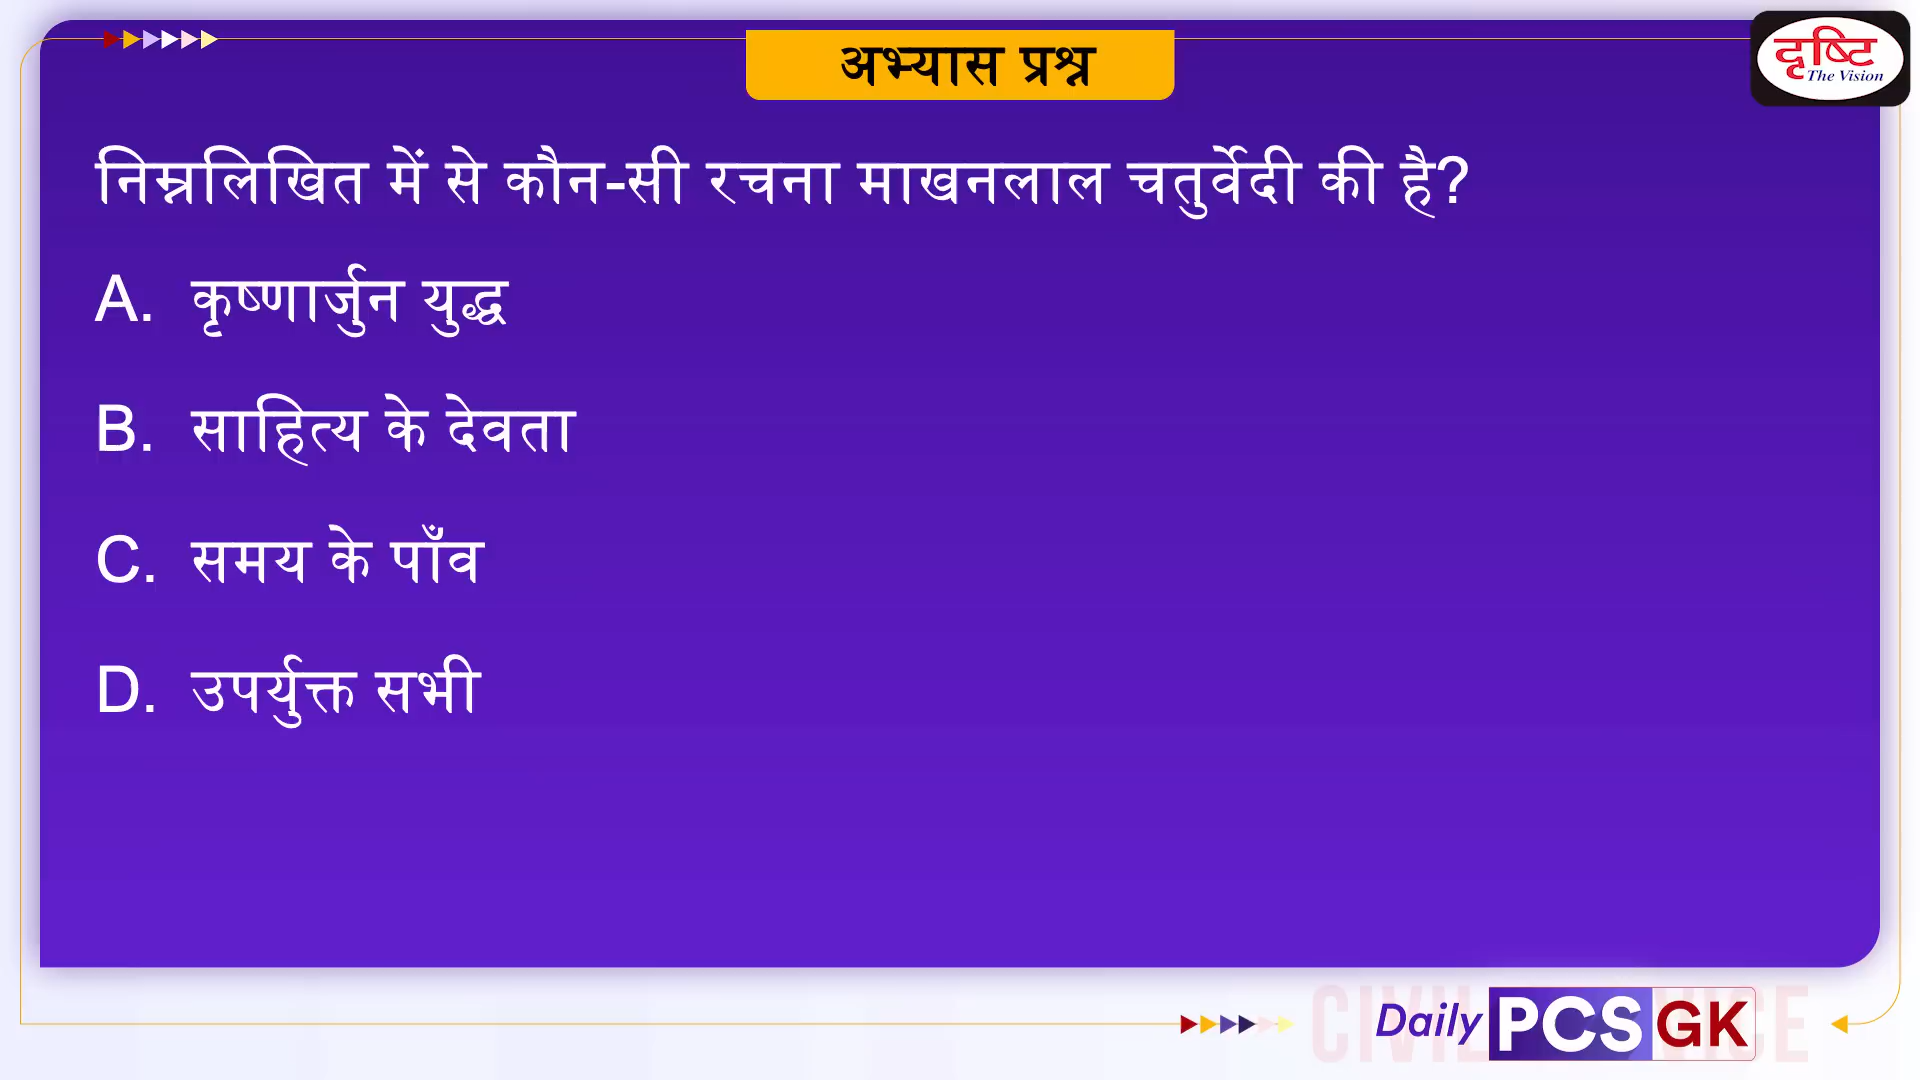 अभ्यास प्रश्न
दृष्टि
The Vision
निम्नलिखित में से कौन-सी रचना माखनलाल चतुर्वेदी की है?
A. कृष्णार्जुन युद्ध
B. साहित्य के देवता
C. समय के पाँव
D. उपर्युक्त सभी
Daily PCS GK